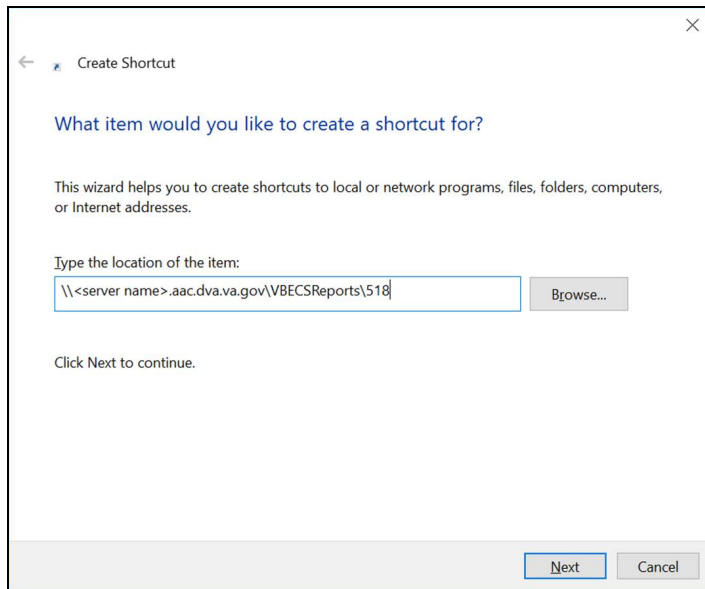 Create Shortcut
What item would you like to create a shortcut for?
This wizard helps you to create shortcuts to local or network programs, files, folders, computers,
or Internet addresses.
Type the location of the item:
\\<server name>.aac.dva.va.gov\VBECSReports\518
Browse...
Click Next to continue.
Next
Cancel